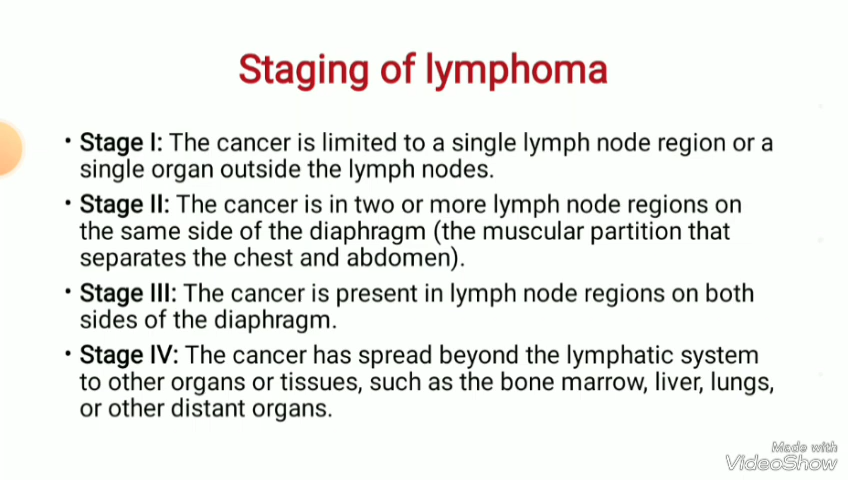 Staging of lymphoma
• Stage I: The cancer is limited to a single lymph node region or a
single organ outside the lymph nodes.
• Stage II: The cancer is in two or more lymph node regions on
the same side of the diaphragm (the muscular partition that
separates the chest and abdomen).
• Stage III: The cancer is present in lymph node regions on both
sides of the diaphragm.
• Stage IV: The cancer has spread beyond the lymphatic system
to other organs or tissues, such as the bone marrow, liver, lungs,
or other distant organs.
Made with
VideoShow